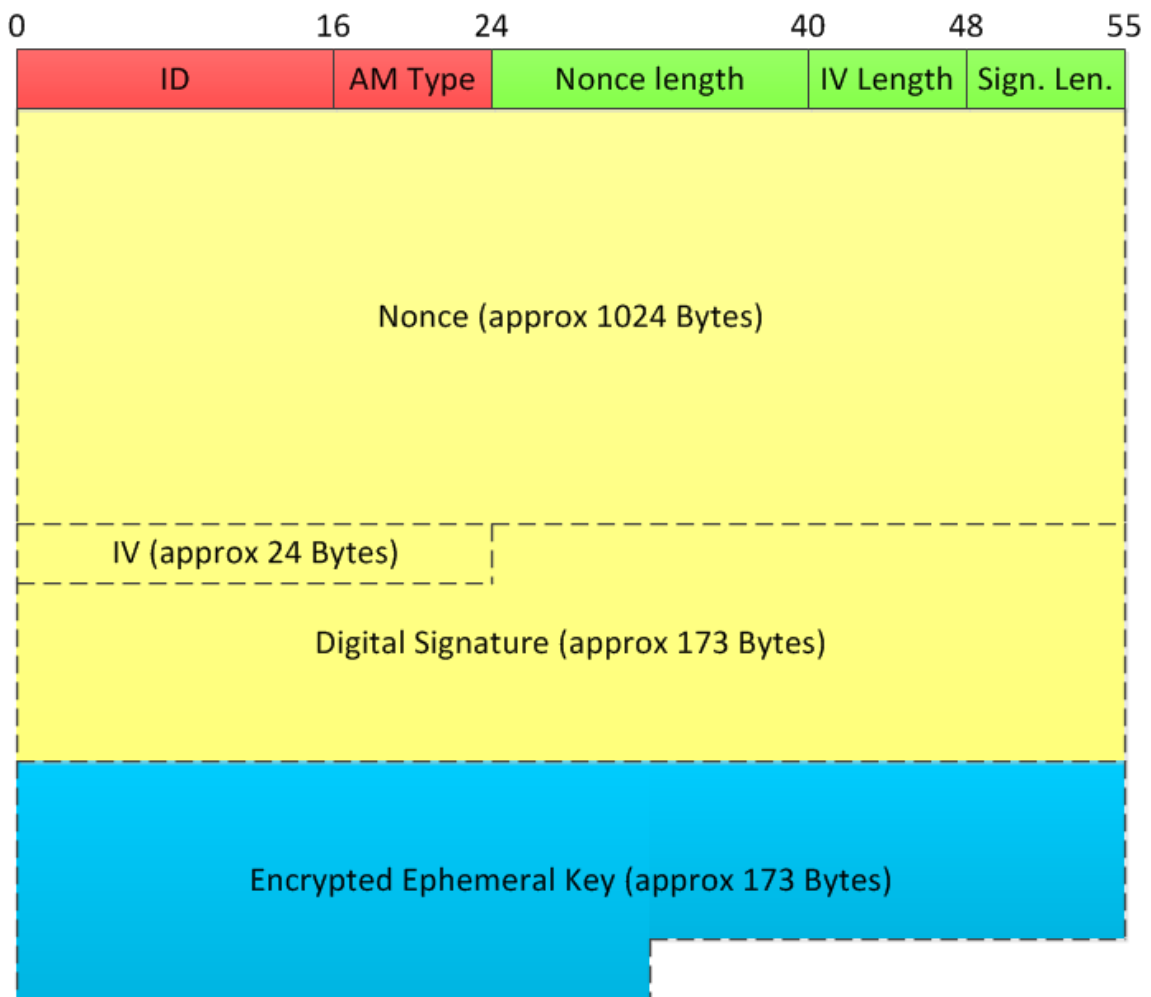 0 16 24 40 48 55
ID AM Type Nonce length IV Length Sign. Len.
Nonce (approx 1024 Bytes)
IV (approx 24 Bytes)
Digital Signature (approx 173 Bytes)
Encrypted Ephemeral Key (approx 173 Bytes)